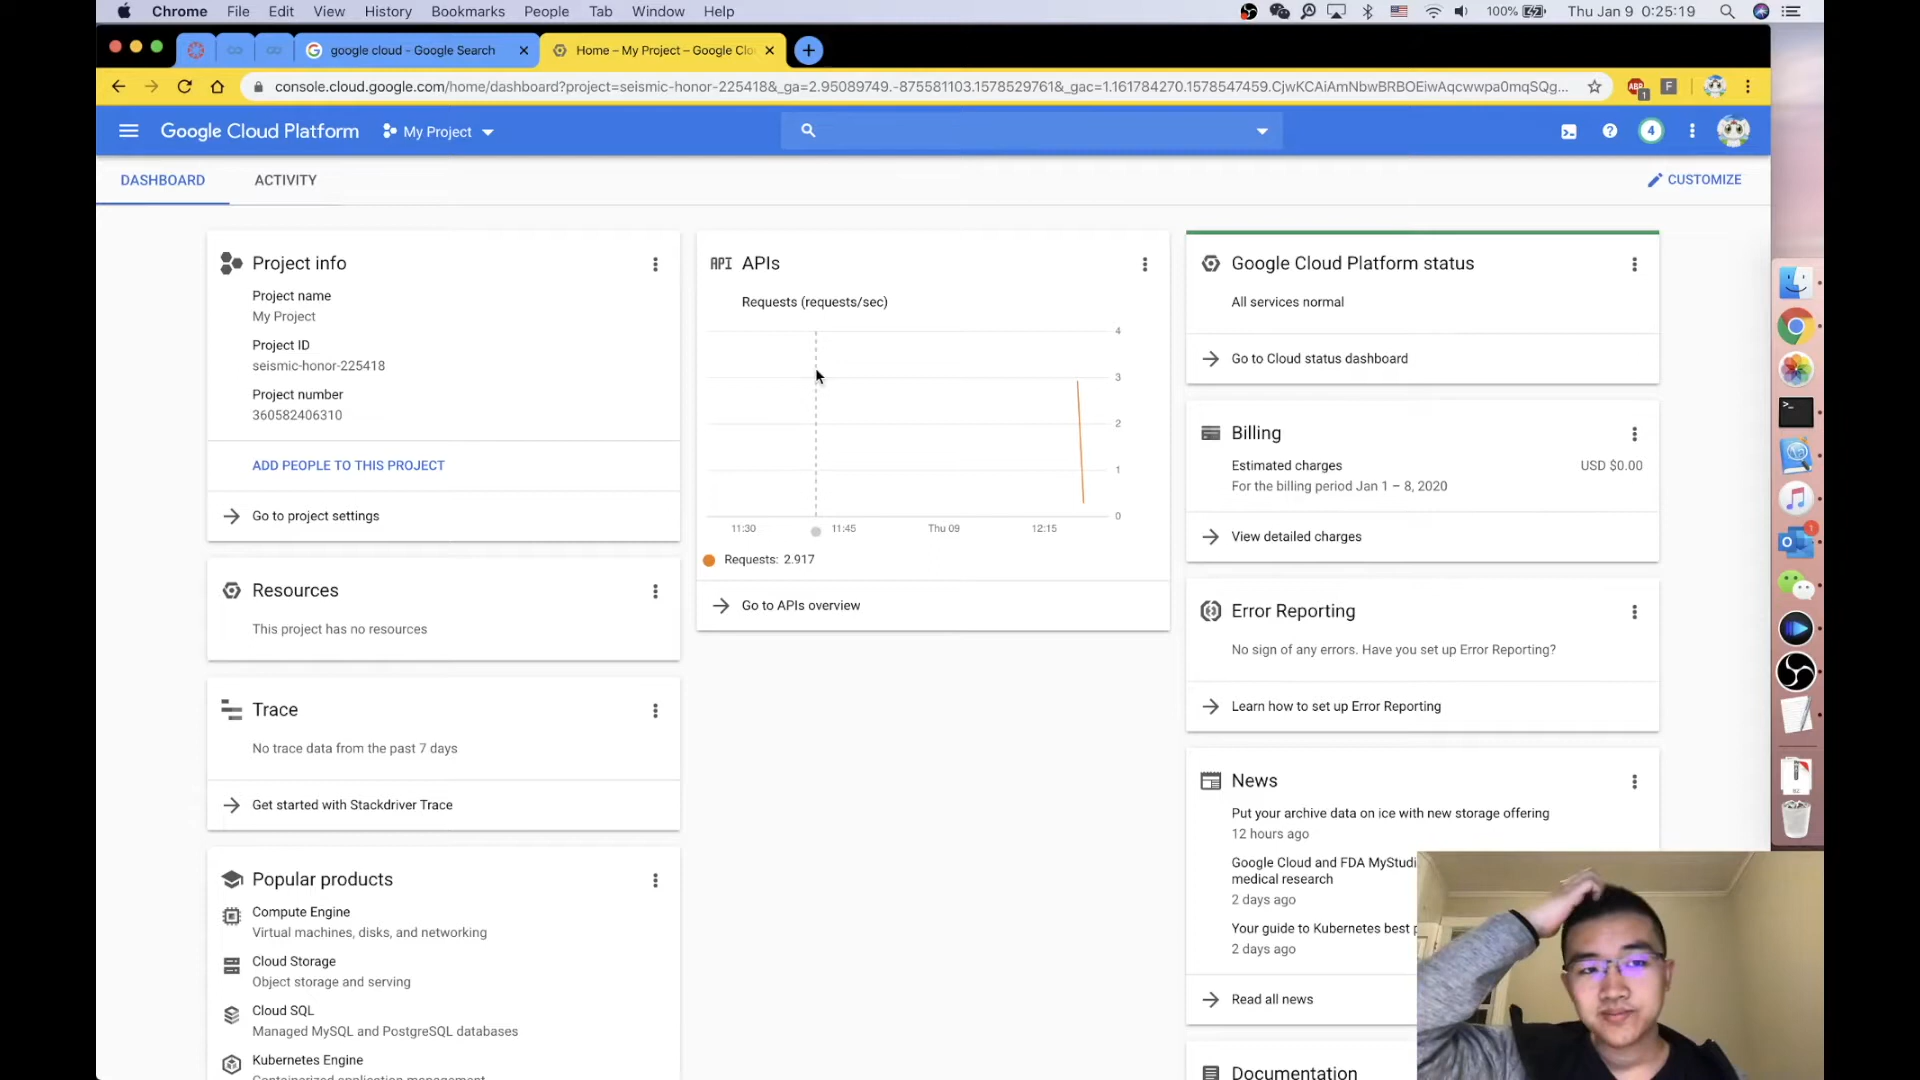 Chrome File Edit View History Bookmarks People Tab Window Help 100% Thu Jan 9 0:25:19
google cloud - Google Search Home – My Project – Google Clo
console.cloud.google.com/home/dashboard?project=seismic-honor-225418&_ga=2.95089749.-875581103.1578529761&_gac=1.161784270.1578547459.CjwKCAiAmNbwBRBOEiwAqcwwpa0mqSQg...
Google Cloud Platform My Project 4
DASHBOARD ACTIVITY CUSTOMIZE
Project info
Project name
My Project
Project ID
seismic-honor-225418
Project number
360582406310
ADD PEOPLE TO THIS PROJECT
Go to project settings
Resources
This project has no resources
Trace
No trace data from the past 7 days
Get started with Stackdriver Trace
Popular products
Compute Engine
Virtual machines, disks, and networking
Cloud Storage
Object storage and serving
Cloud SQL
Managed MySQL and PostgreSQL databases
Kubernetes Engine
API APIs
Requests (requests/sec)
4
3
2
1
0
11:30 11:45 Thu 09 12:15
Requests: 2.917
Go to APIs overview
Google Cloud Platform status
All services normal
Go to Cloud status dashboard
Billing
Estimated charges USD $0.00
For the billing period Jan 1 – 8, 2020
View detailed charges
Error Reporting
No sign of any errors. Have you set up Error Reporting?
Learn how to set up Error Reporting
News
Put your archive data on ice with new storage offering
12 hours ago
Google Cloud and FDA MyStudi
medical research
2 days ago
Your guide to Kubernetes best p
2 days ago
Read all news
Documentation